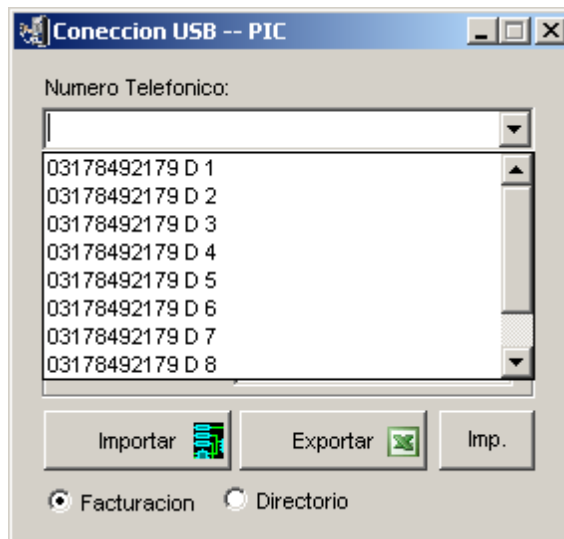 Coneccion USB -- PIC
Numero Telefonico:
03178492179 D 1
03178492179 D 2
03178492179 D 3
03178492179 D 4
03178492179 D 5
03178492179 D 6
03178492179 D 7
03178492179 D 8
Importar Exportar Imp.
Facturacion Directorio